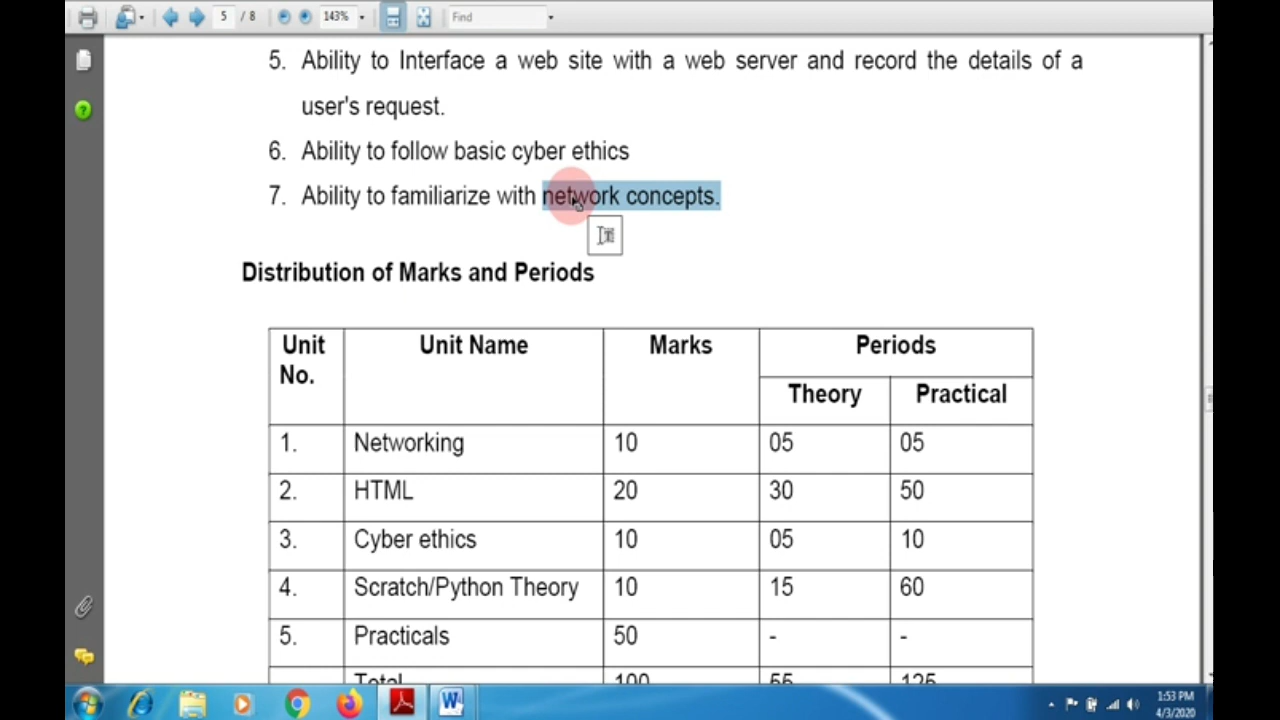 5 / 8 143% Find
5. Ability to Interface a web site with a web server and record the details of a
user's request.
6. Ability to follow basic cyber ethics
7. Ability to familiarize with network concepts.
Distribution of Marks and Periods
Unit No. Unit Name Marks Periods
Theory Practical
1. Networking 10 05 05
2. HTML 20 30 50
3. Cyber ethics 10 05 10
4. Scratch/Python Theory 10 15 60
5. Practicals 50 - -
Total 100 55 125
1:53 PM
4/3/2020